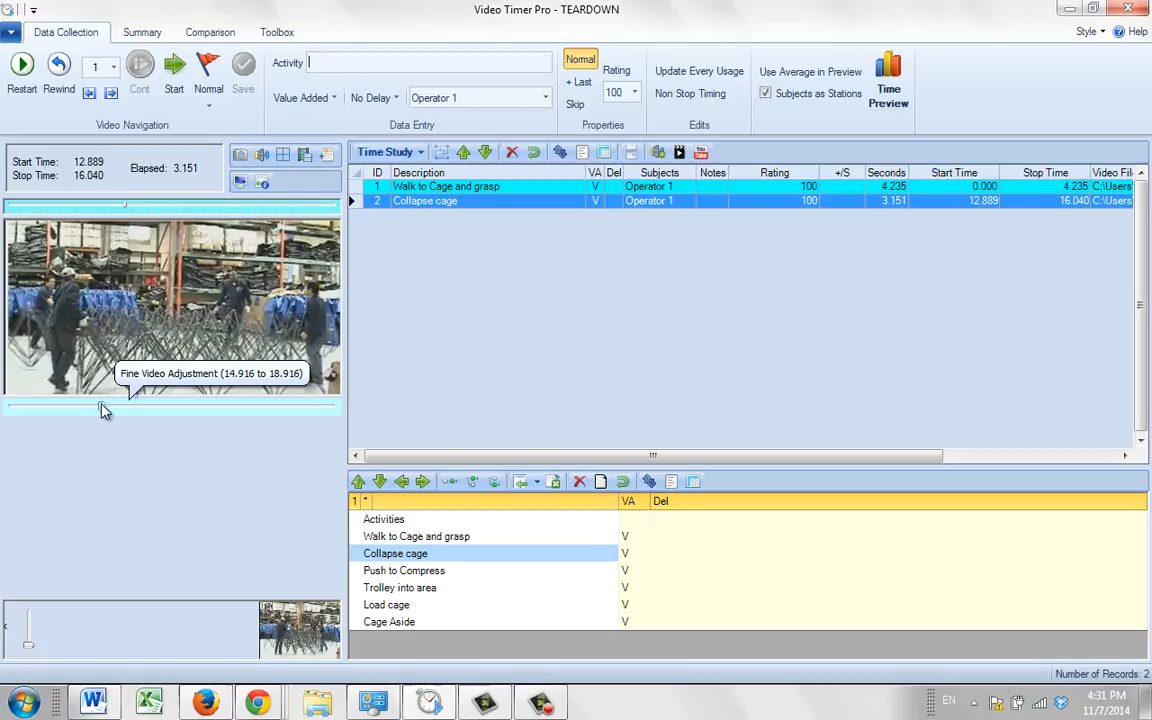 Video Timer Pro - TEARDOWN
Data Collection Summary Comparison Toolbox Style Help
Restart Rewind 1 Cont Start Normal Save
Video Navigation
Activity
Value Added No Delay Operator 1
Data Entry
Normal
+ Last
Skip
Rating
100
Properties
Update Every Usage
Non Stop Timing
Edits
Use Average in Preview
Subjects as Stations
Time
Preview
Start Time: 12.889
Stop Time: 16.040
Elapsed: 3.151
Time Study
ID Description VA Del Subjects Notes Rating +/S Seconds Start Time Stop Time Video Fil
1 Walk to Cage and grasp V Operator 1 100 4.235 0.000 4.235 C:\Users'
2 Collapse cage V Operator 1 100 3.151 12.889 16.040 C:\Users'
Fine Video Adjustment (14.916 to 18.916)
1 * VA Del
Activities
Walk to Cage and grasp V
Collapse cage V
Push to Compress V
Trolley into area V
Load cage V
Cage Aside V
Number of Records: 2
EN
4:31 PM
11/7/2014